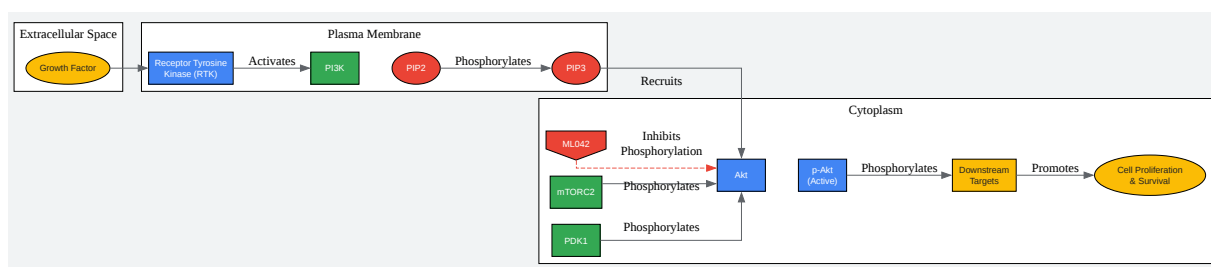 Extracellular Space
Growth Factor
Plasma Membrane
Receptor Tyrosine
Kinase (RTK)
Activates
PI3K
PIP2
Phosphorylates
PIP3
Recruits
Cytoplasm
ML042
Inhibits
Phosphorylation
mTORC2
Phosphorylates
PDK1
Phosphorylates
Akt
p-Akt
(Active)
Phosphorylates
Downstream
Targets
Promotes
Cell Proliferation
& Survival